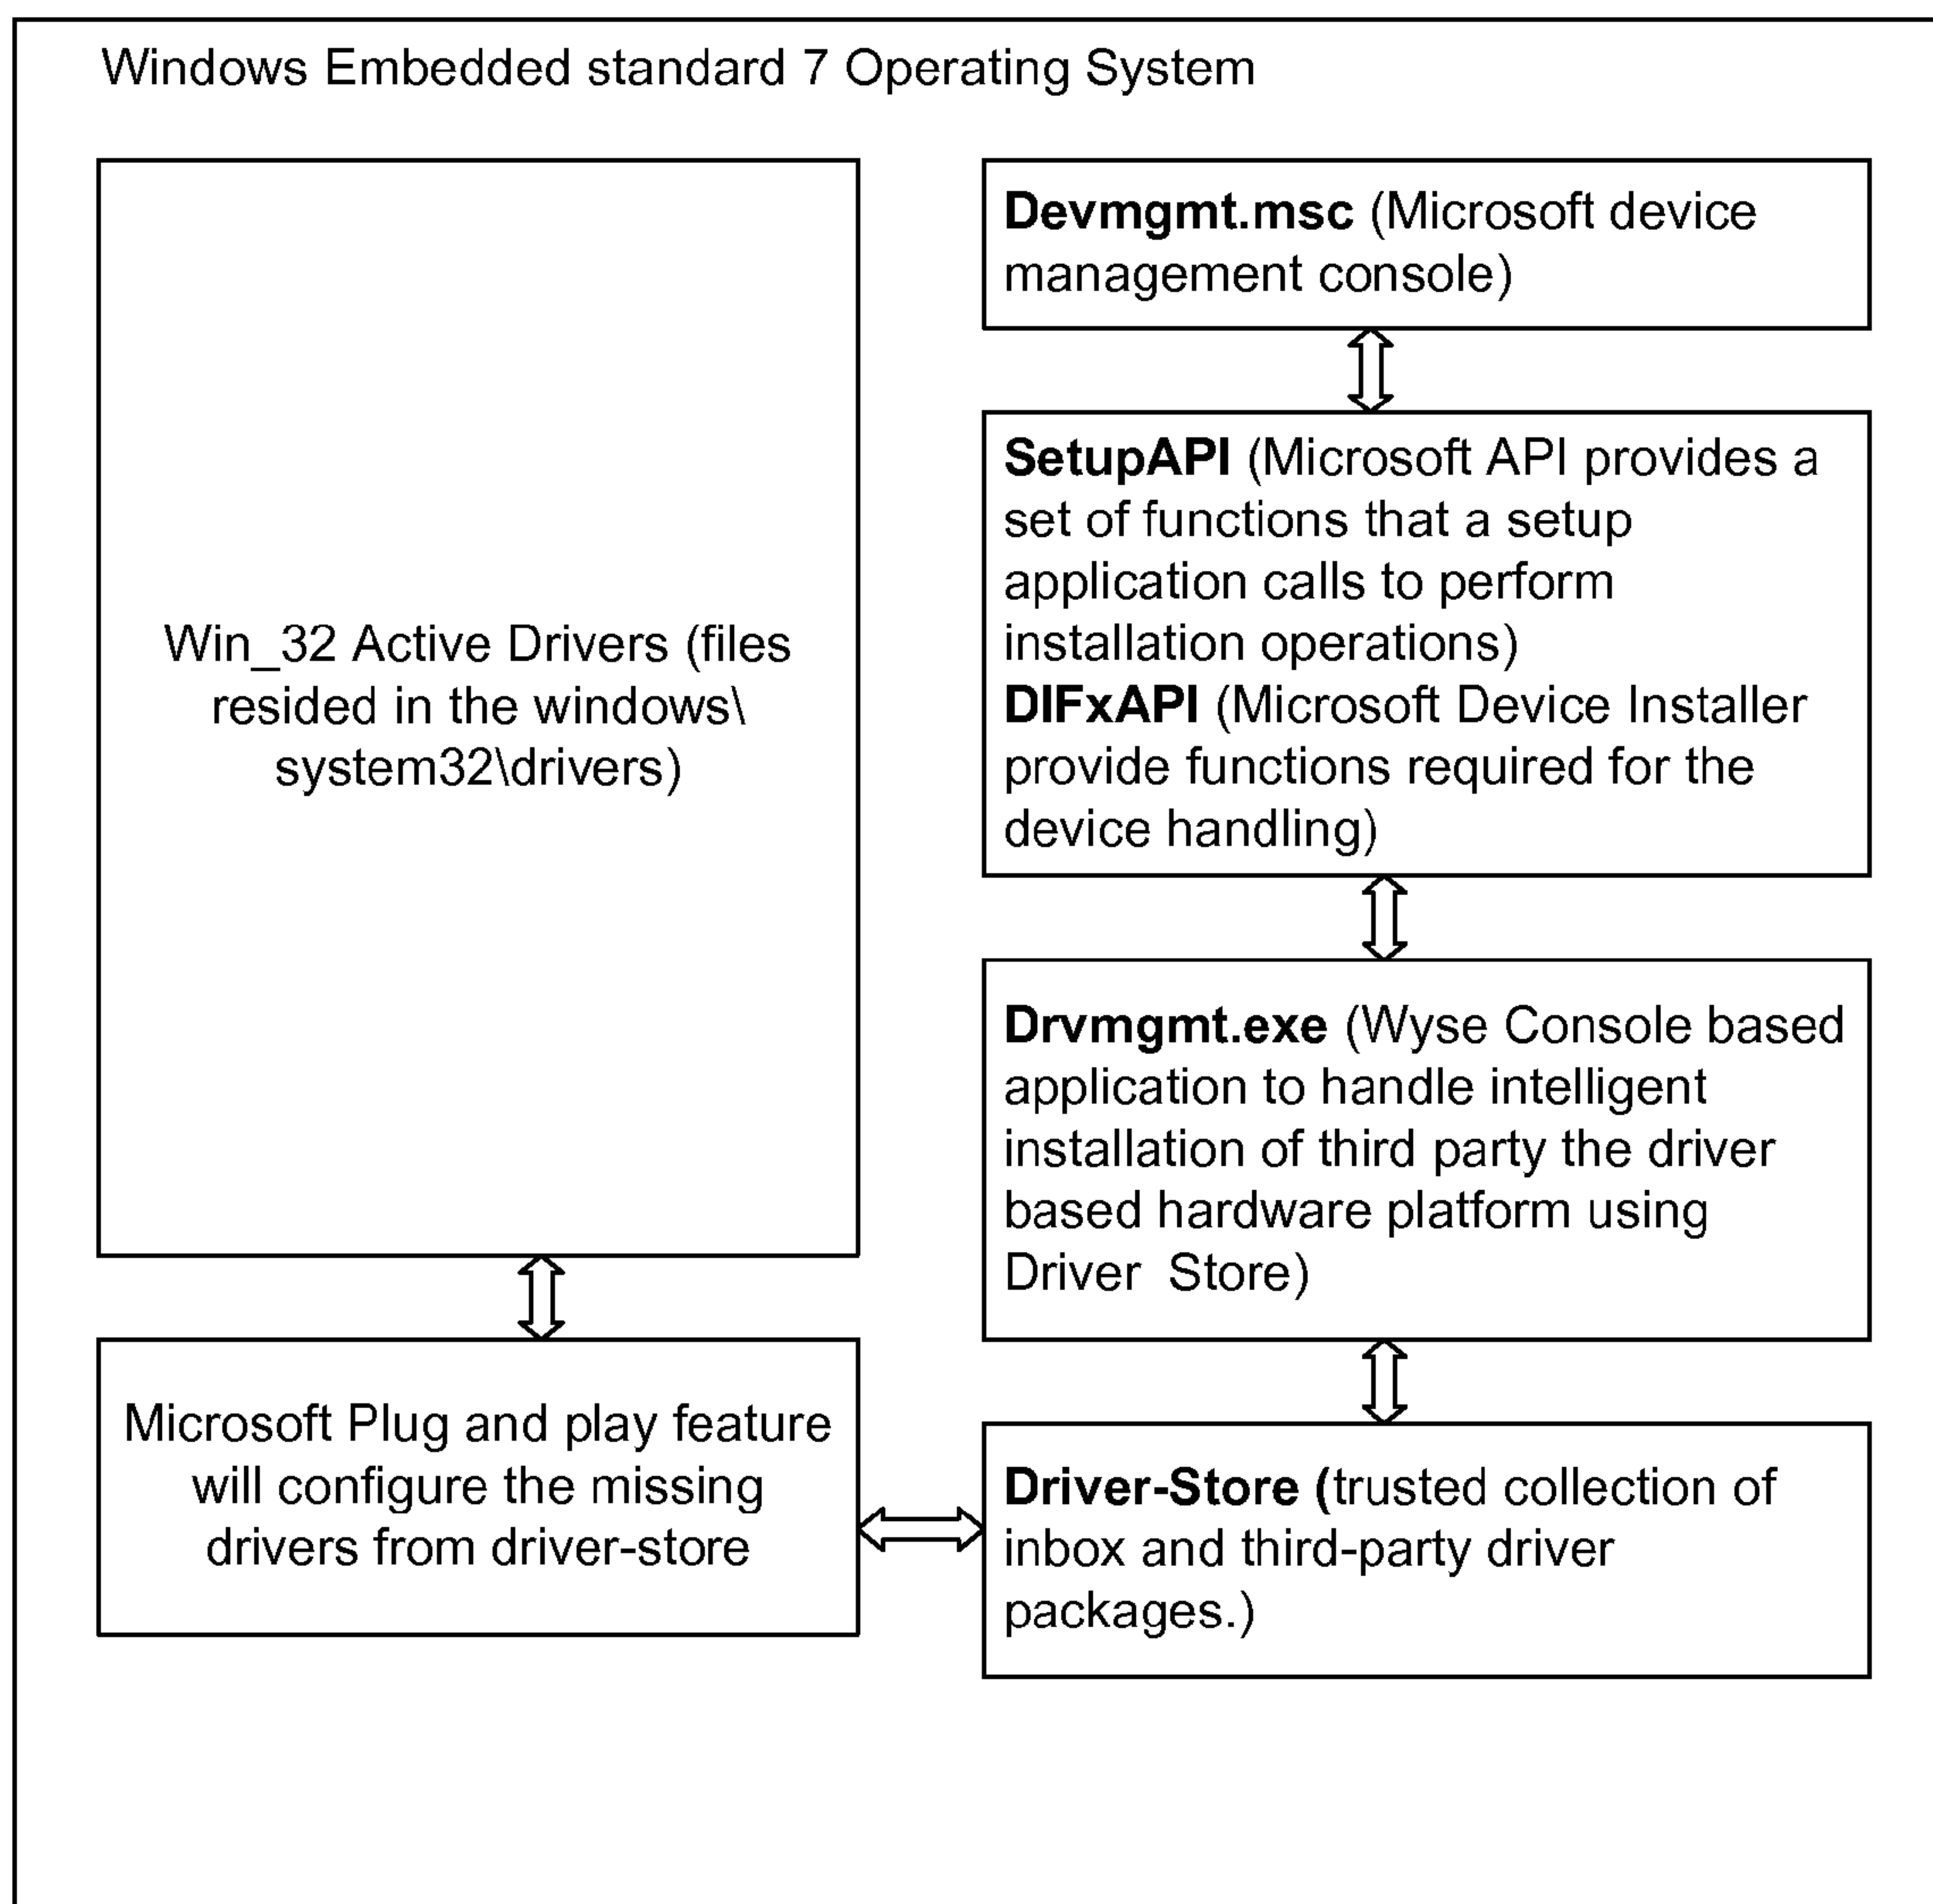 Windows Embedded standard 7 Operating System
Win_32 Active Drivers (files
resided in the windows\
system32\drivers)
Microsoft Plug and play feature
will configure the missing
drivers from driver-store
Devmgmt.msc (Microsoft device
management console)
SetupAPI (Microsoft API provides a
set of functions that a setup
application calls to perform
installation operations)
DIFxAPI (Microsoft Device Installer
provide functions required for the
device handling)
Drvmgmt.exe (Wyse Console based
application to handle intelligent
installation of third party the driver
based hardware platform using
Driver  Store)
Driver-Store (trusted collection of
inbox and third-party driver
packages.)